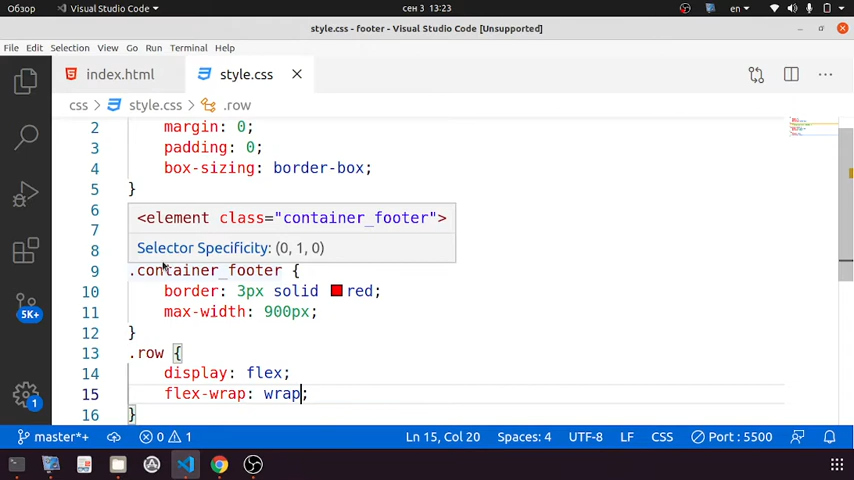 Обзор Visual Studio Code сен 3 13:23 en
style.css - footer - Visual Studio Code [Unsupported]
File Edit Selection View Go Run Terminal Help
index.html style.css
css > style.css > .row
2 margin: 0;
3 padding: 0;
4 box-sizing: border-box;
5 }
6
<element class="container_footer">
7
8 Selector Specificity: (0, 1, 0)
9 .container_footer {
10 border: 3px solid red;
11 max-width: 900px;
12 }
13 .row {
14 display: flex;
15 flex-wrap: wrap;
16 }
5K+
1
master*+ 0 1 Ln 15, Col 20 Spaces: 4 UTF-8 LF CSS Port : 5500